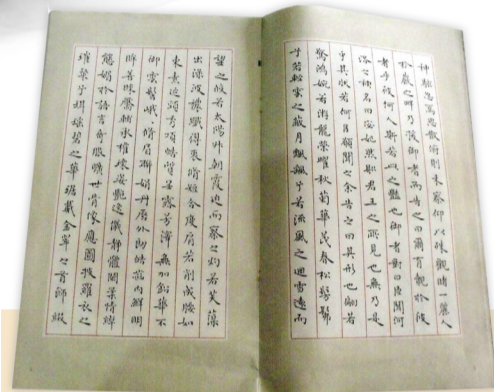 神駭忽焉思散俯則未察仰以殊觀睹一麗人
於巖之畔乃援御者而告之曰爾有覿於彼
者乎彼何人斯若此之艷也御者對曰臣聞河
洛之神名曰宓妃然則君王之所見也無乃是
乎其狀若何臣願聞之余告之曰其形也翩若
驚鴻婉若游龍榮曜秋菊華茂春松髣髴
兮若輕雲之蔽月飄颻兮若流風之迴雪遠而
望之皎若太陽升朝霞迫而察之灼若芙蕖
出淥波穠纖得衷脩短合度肩若削成腰如
束素延頸秀項皓質呈露芳澤無加鉛華不
御雲髻峨峨脩眉聯娟丹唇外朗皓齒內鮮明
眸善睞靨輔承權瓌姿艷逸儀靜體閑柔情綽
態媚於語言奇服曠世骨像應圖披羅衣之
璀粲兮珥瑤碧之華琚戴金翠之首飾綴